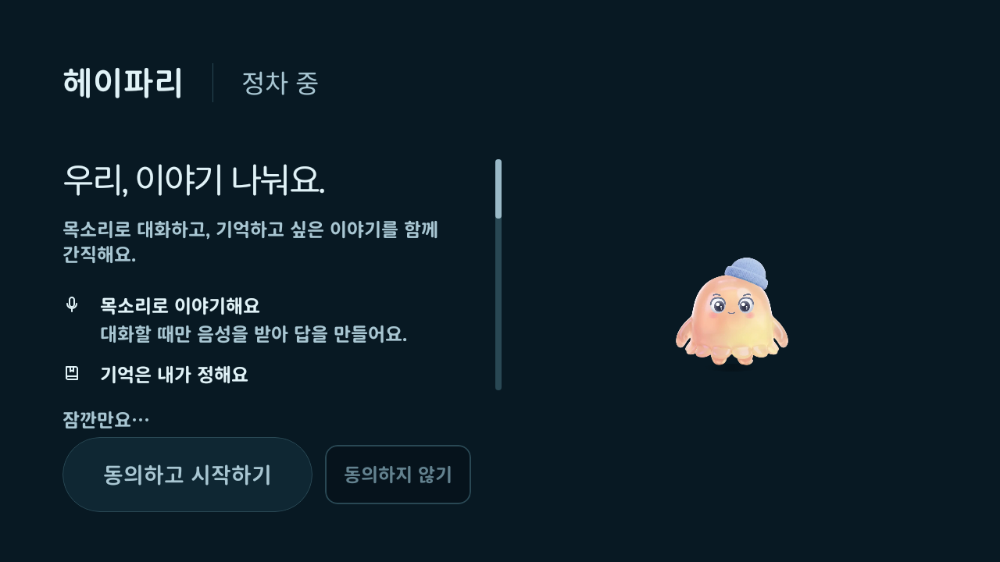 헤이파리
정차 중
우리, 이야기 나눠요.
목소리로 대화하고, 기억하고 싶은 이야기를 함께
간직해요.
목소리로 이야기해요
대화할 때만 음성을 받아 답을 만들어요.
기억은 내가 정해요
잠깐만요…
동의하고 시작하기
동의하지 않기